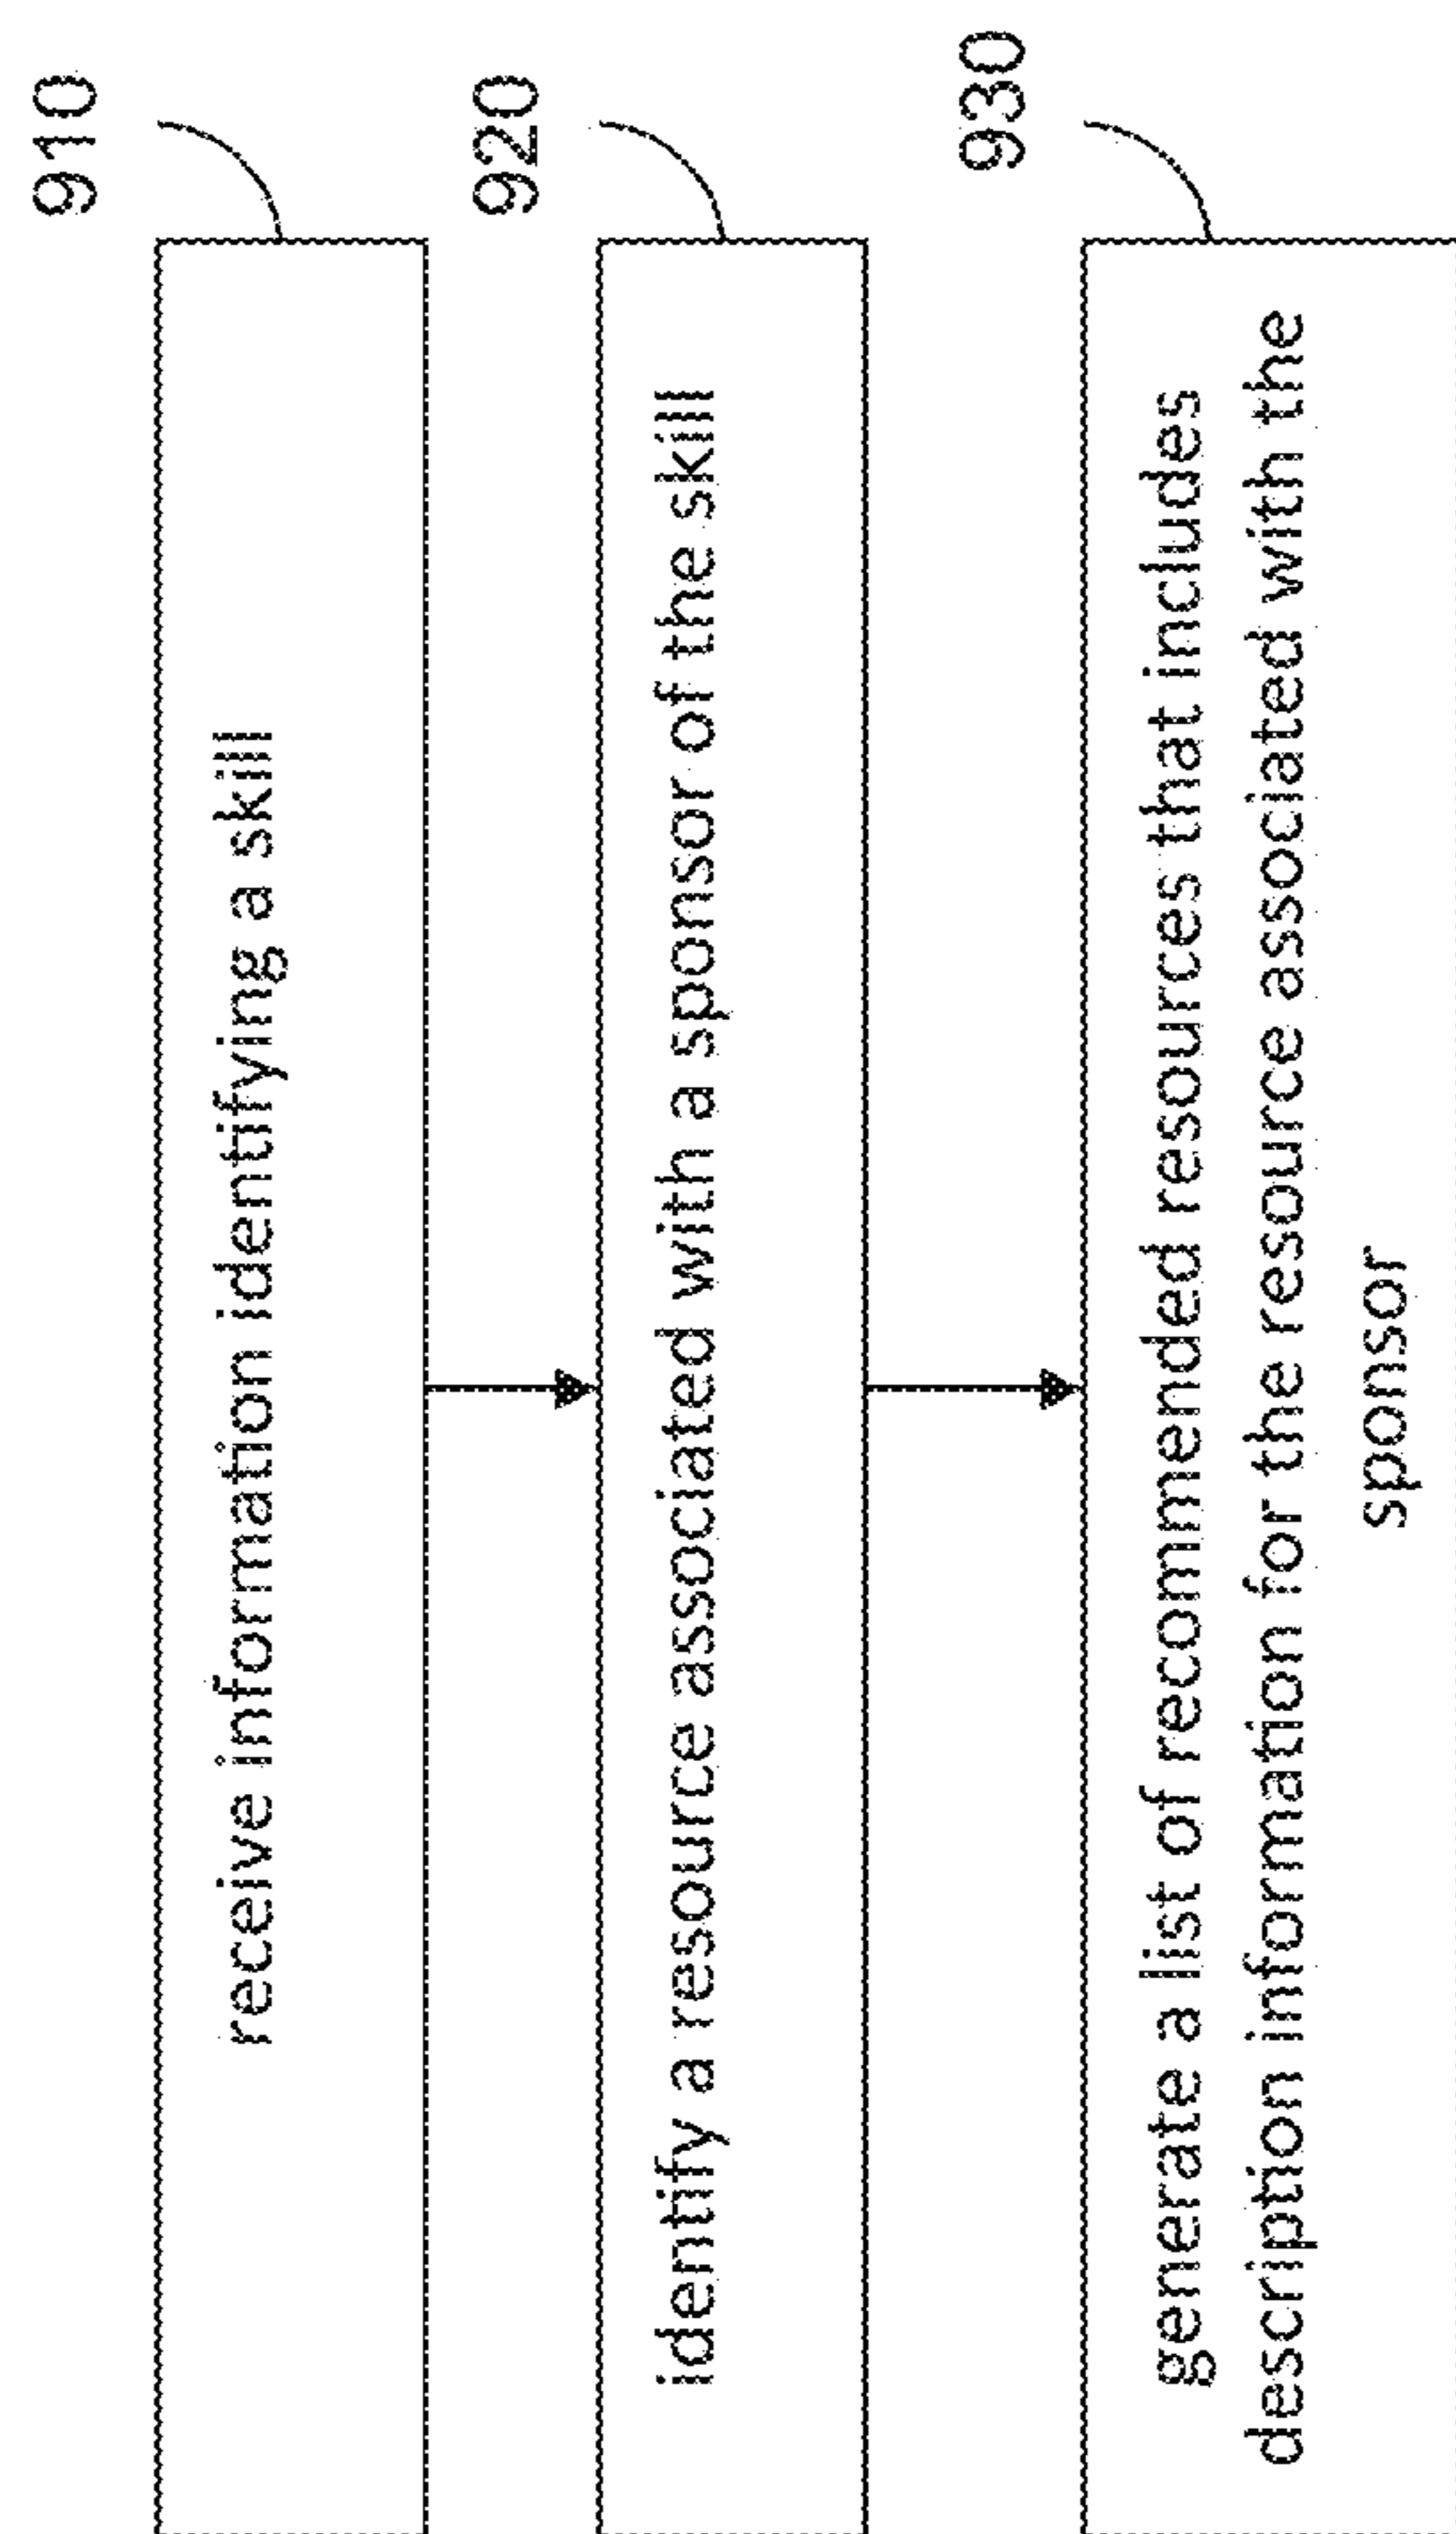 910
receive information identifying a skill
920
identify a resource associated with a sponsor of the skill
930
generate a list of recommended resources that includes
description information for the resource associated with the
sponsor